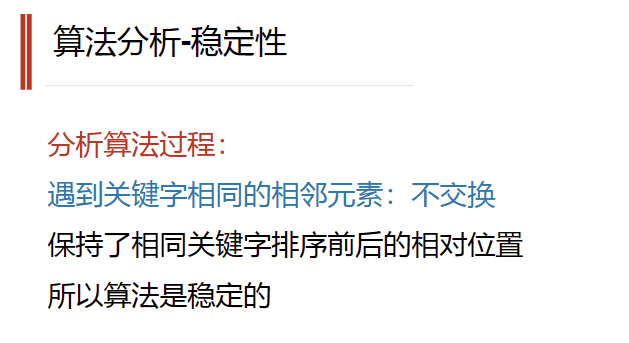 算法分析-稳定性
分析算法过程：
遇到关键字相同的相邻元素：不交换
保持了相同关键字排序前后的相对位置
所以算法是稳定的